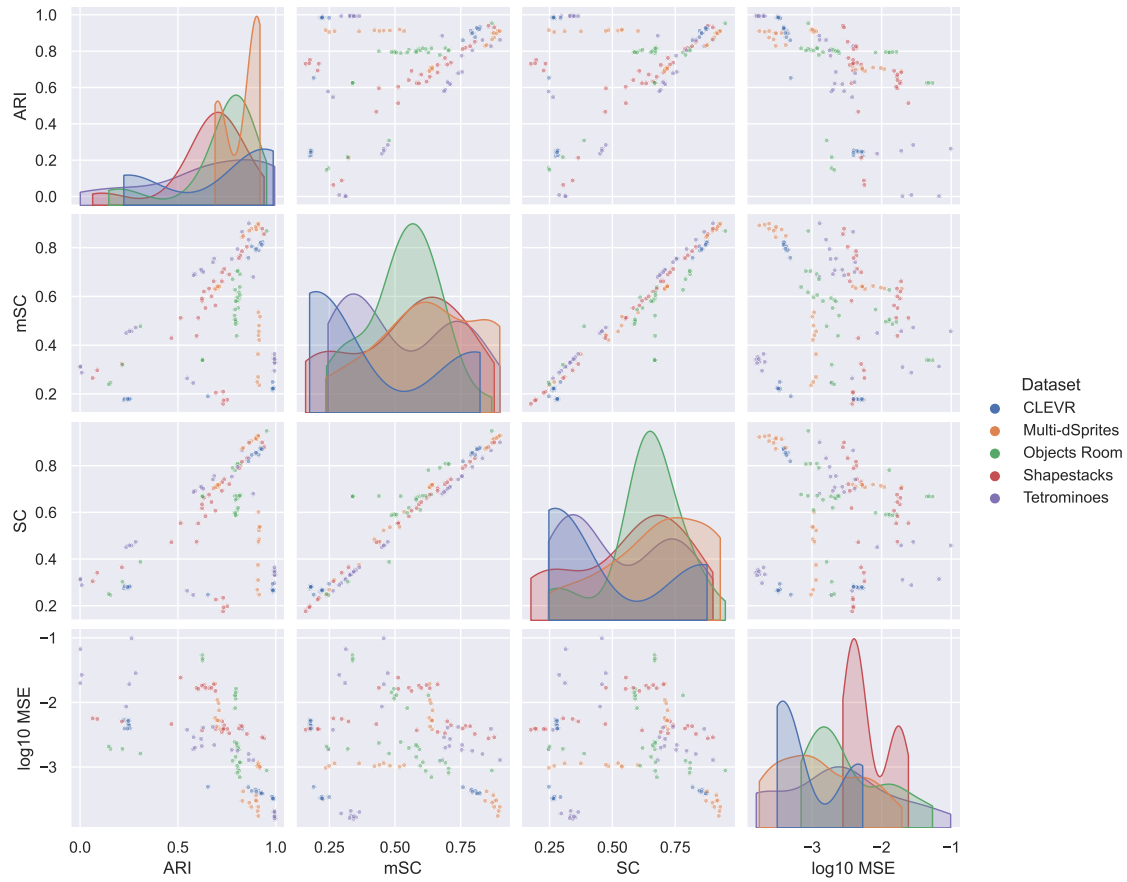 1.0
0.8
0.6
0.4
0.2
0.0
ARI
0.8
0.6
0.4
0.2
mSC
0.8
0.6
0.4
0.2
SC
−1
−2
−3
log10 MSE
0.0 0.5 1.0
ARI
0.25 0.50 0.75
mSC
0.25 0.50 0.75
SC
−3 −2 −1
log10 MSE
Dataset
CLEVR
Multi-dSprites
Objects Room
Shapestacks
Tetrominoes